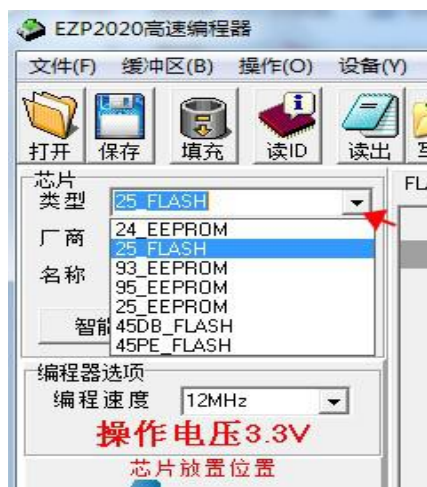 EZP2020高速编程器
文件(F) 缓冲区(B) 操作(O) 设备(Y)
打开 保存 填充 读ID 读出
芯片
类型 25_FLASH
厂商
名称
24_EEPROM
25_FLASH
93_EEPROM
95_EEPROM
25_EEPROM
45DB_FLASH
45PE_FLASH
智能
编程器选项
编程速度 12MHz
操作电压3.3V
芯片放置位置